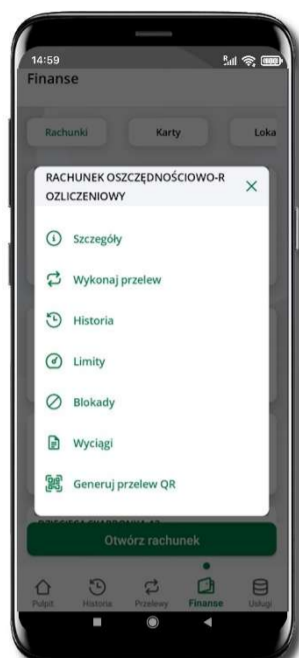 14:59
Finanse
Rachunki Karty Loka
RACHUNEK OSZCZĘDNOŚCIOWO-R
OZLICZENIOWY
Szczegóły
Wykonaj przelew
Historia
Limity
Blokady
Wyciągi
Generuj przelew QR
Otwórz rachunek
Pulpit Historia Przelewy Finanse Usługi